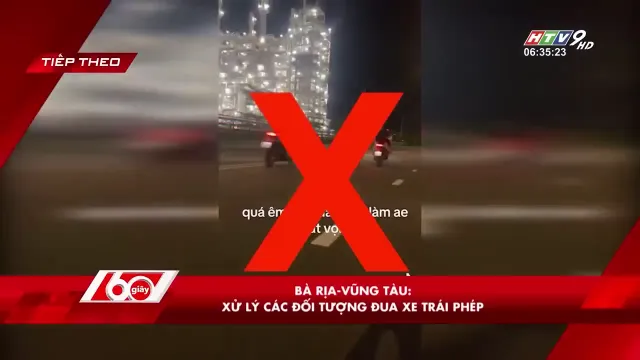 TIẾP THEO
HTV9 HD
06:35:23
quá êm làm ae
60 giây
BÀ RỊA-VŨNG TÀU:
XỬ LÝ CÁC ĐỐI TƯỢNG ĐUA XE TRÁI PHÉP